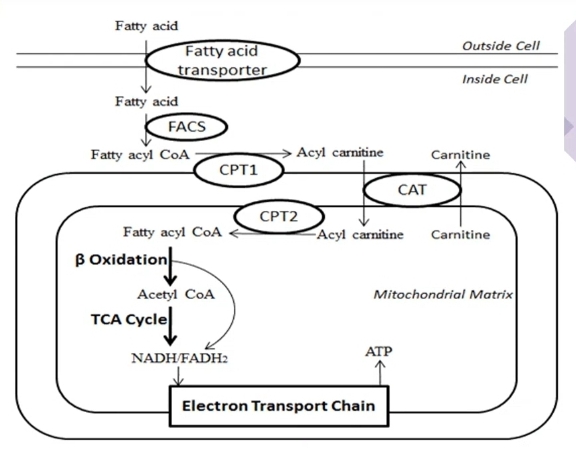 Fatty acid
Outside Cell
Fatty acid
transporter
Inside Cell
Fatty acid
FACS
Fatty acyl CoA
Acyl carnitine
Carnitine
CPT1
CAT
CPT2
Fatty acyl CoA
Acyl carnitine
Carnitine
β Oxidation
Acetyl CoA
Mitochondrial Matrix
TCA Cycle
NADH/FADH₂
ATP
Electron Transport Chain